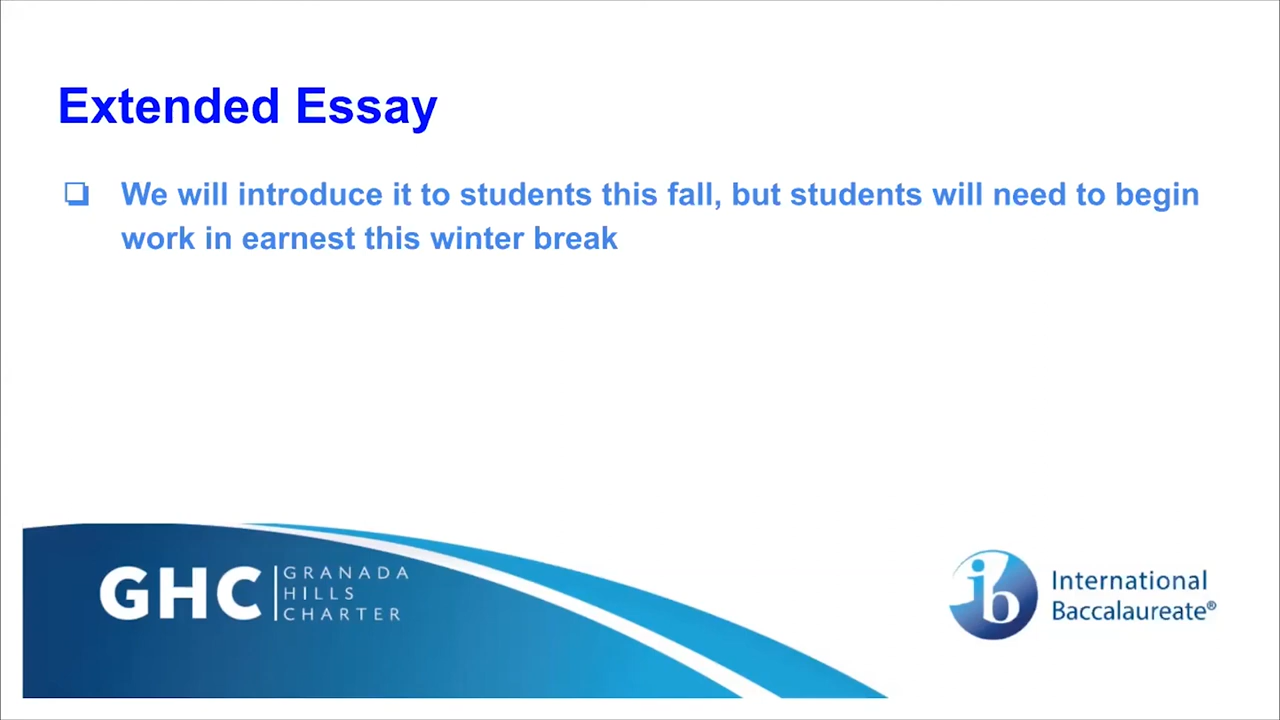 Extended Essay
❏ We will introduce it to students this fall, but students will need to begin
work in earnest this winter break
GHC
GRANADA
HILLS
CHARTER
ib
International
Baccalaureate®